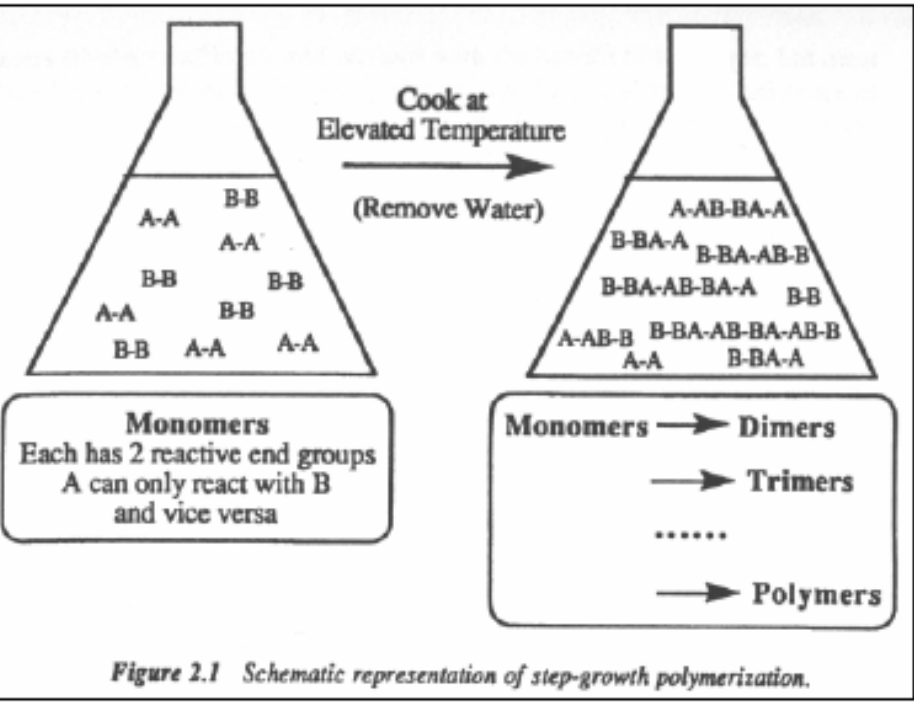 Cook at
Elevated Temperature
(Remove Water)
B-B
A-A
A-A
B-B
B-B
A-A
B-B
B-B
A-A
A-A
A-AB-BA-A
B-BA-A
B-BA-AB-B
B-BA-AB-BA-A
B-B
A-AB-B
B-BA-AB-BA-AB-B
A-A
B-BA-A
Monomers
Each has 2 reactive end groups
A can only react with B
and vice versa
Monomers → Dimers
→ Trimers
......
→ Polymers
Figure 2.1 Schematic representation of step-growth polymerization.